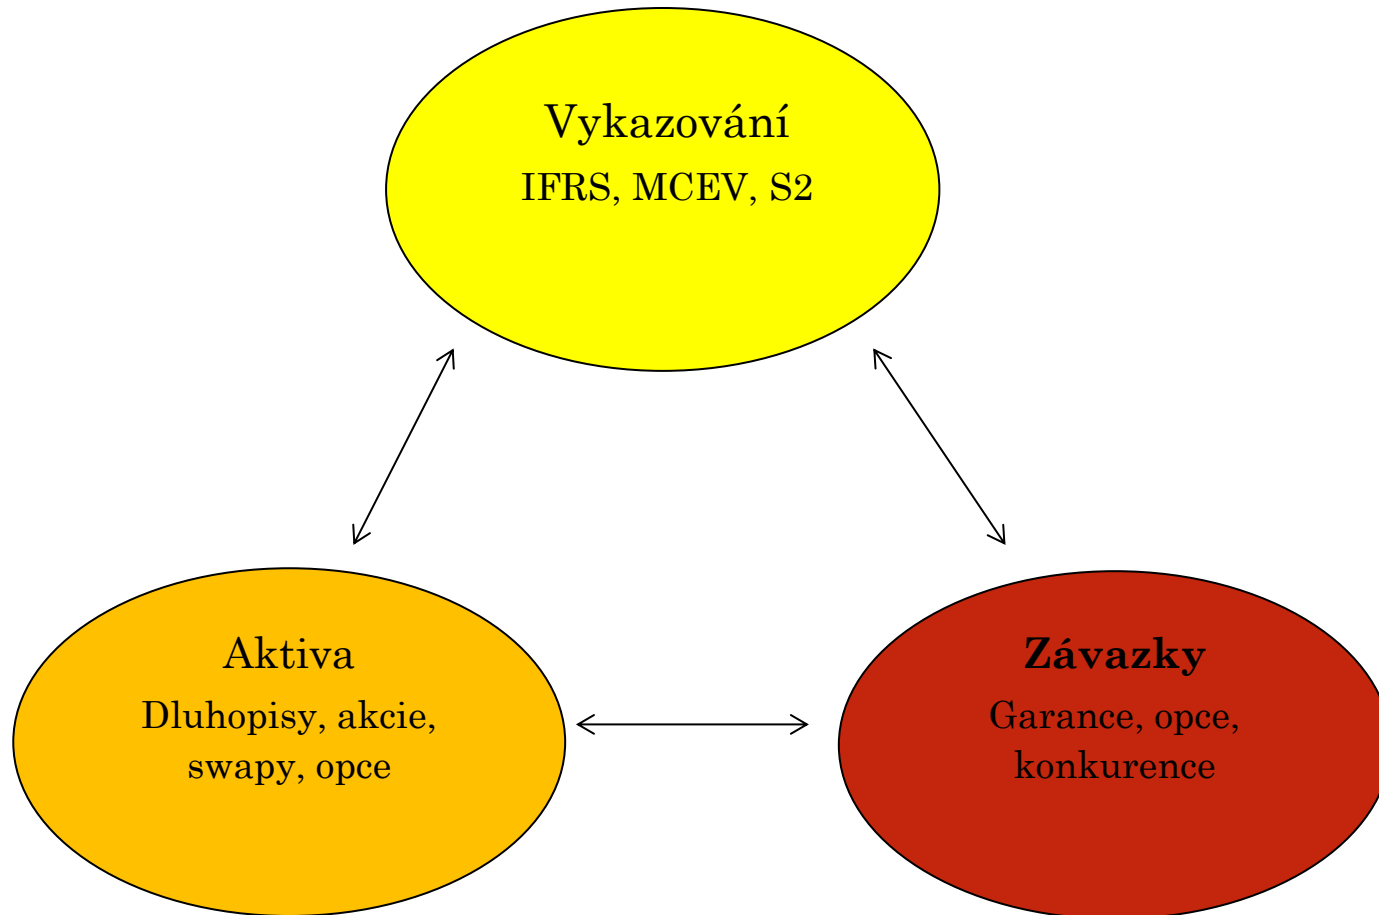 Vykazování
IFRS, MCEV, S2
Aktiva
Dluhopisy, akcie,
swapy, opce
Závazky
Garance, opce,
konkurence